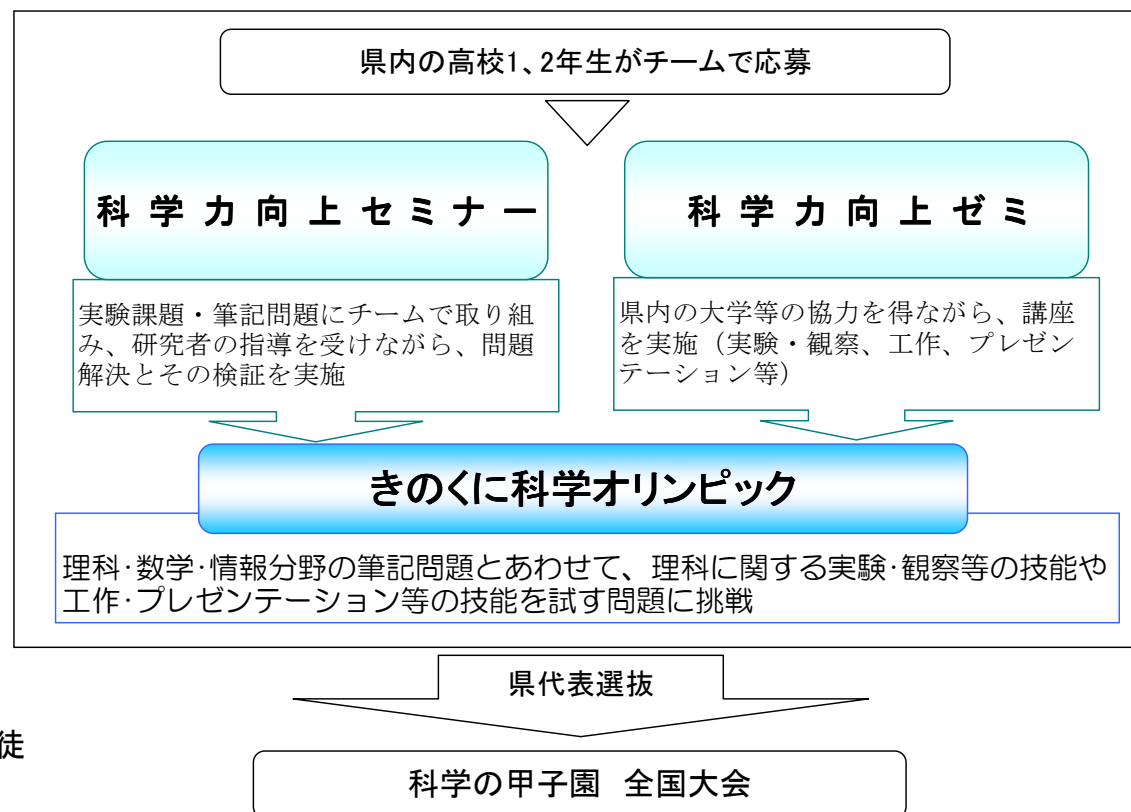 県内の高校1、2年生がチームで応募
科学力向上セミナー
科学力向上ゼミ
実験課題・筆記問題にチームで取り組
み、研究者の指導を受けながら、問題
解決とその検証を実施
県内の大学等の協力を得ながら、講座
を実施（実験・観察、工作、プレゼン
テーション等）
きのくに科学オリンピック
理科･数学･情報分野の筆記問題とあわせて、理科に関する実験･観察等の技能や
工作･プレゼンテーション等の技能を試す問題に挑戦
県代表選抜
徒
科学の甲子園　全国大会